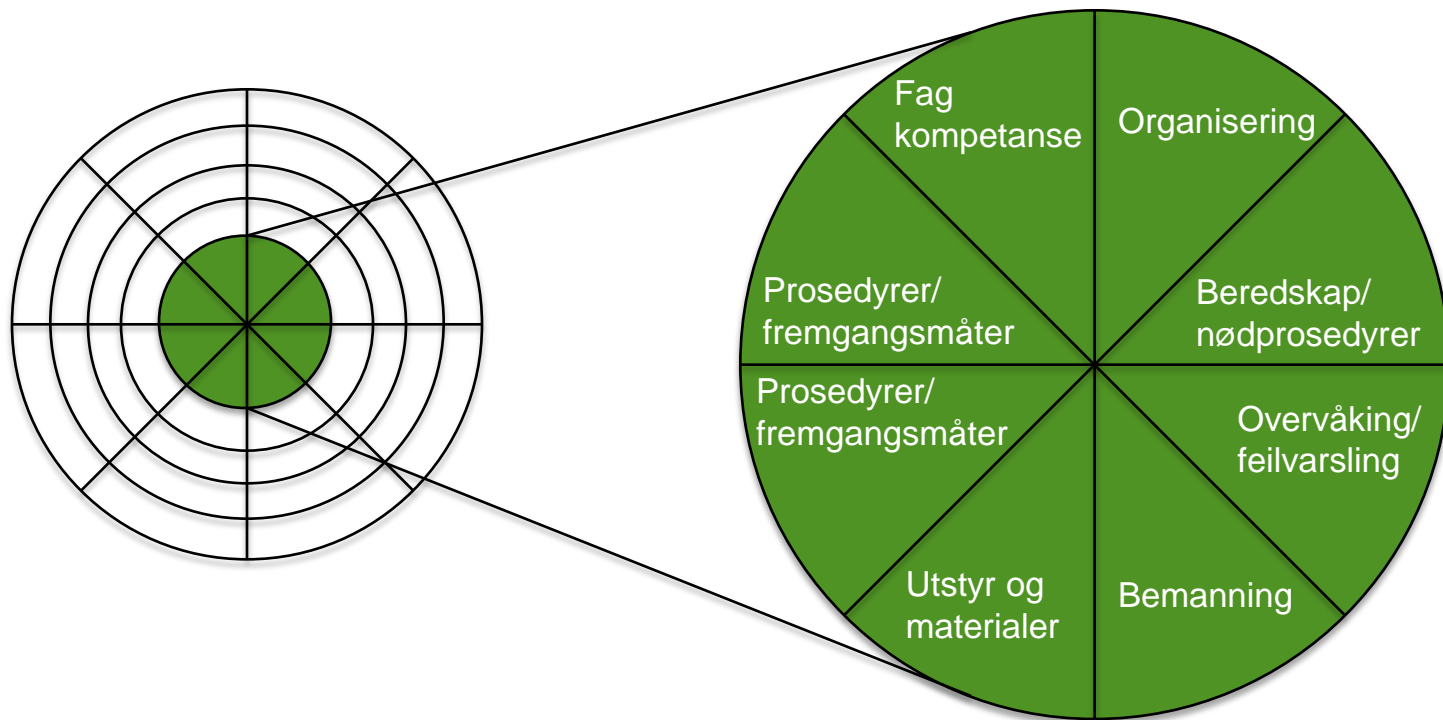 Fag
kompetanse
Organisering
Prosedyrer/
fremgangsmåter
Beredskap/
nødprosedyrer
Prosedyrer/
fremgangsmåter
Overvåking/
feilvarsling
Utstyr og
materialer
Bemanning